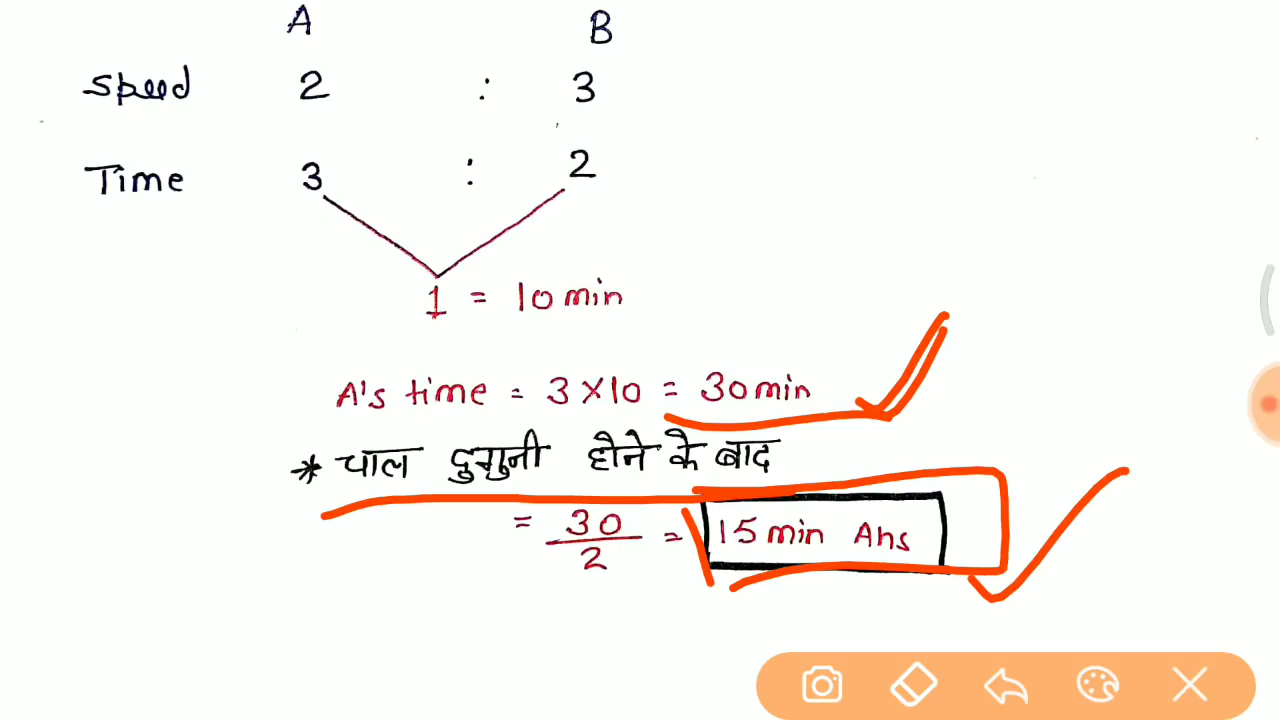 A B
Speed 2 : 3
Time 3 : 2
1 = 10 min
A's time = 3 × 10 = 30 min
* चाल दुगुनी होने के बाद
= 30/2 = 15 min Ans